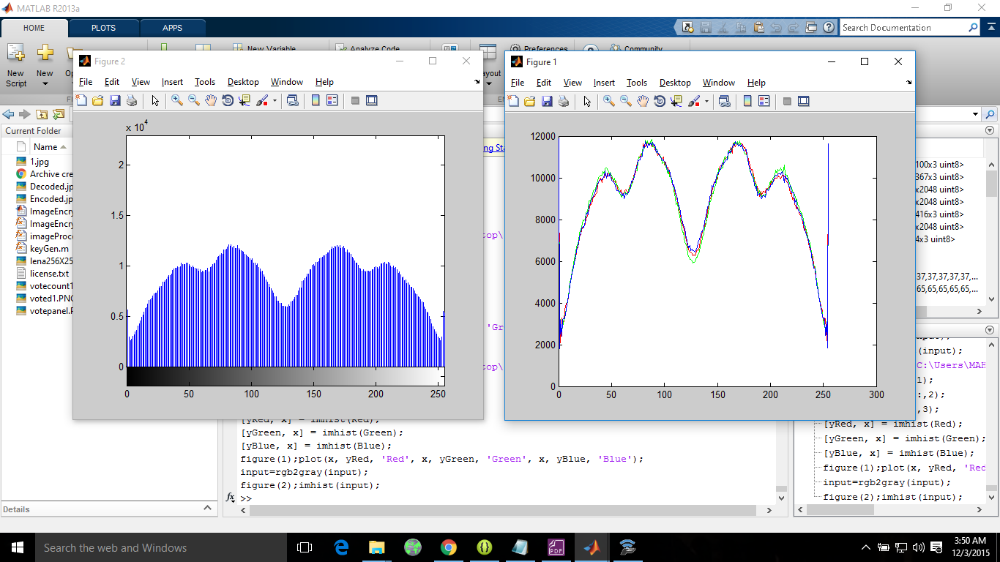 MATLAB R2013a
HOME PLOTS APPS
Search Documentation
New Variable Analyze Code Preferences Community
New Script
New
Figure 2
File Edit View Insert Tools Desktop Window Help
x 10^4
2
1.5
1
0.5
0
0 50 100 150 200 250
Figure 1
File Edit View Insert Tools Desktop Window Help
12000
10000
8000
6000
4000
2000
0
0 50 100 150 200 250 300
Current Folder
Name
1.jpg
Archive cre
Decoded.jp
Encoded.jp
ImageEncry
ImageEncry
imageProce
keyGen.m
lena256X25
license.txt
votecount1
voted1.PNG
votepanel.P
Details
ng Sta
top\
'Gr
top\
[yRed, x] = imhist(Red);
[yGreen, x] = imhist(Green);
[yBlue, x] = imhist(Blue);
figure(1);plot(x, yRed, 'Red', x, yGreen, 'Green', x, yBlue, 'Blue');
input=rgb2gray(input);
figure(2);imhist(input);
fx >>
100x3 uint8>
367x3 uint8>
x2048 uint8>
416x3 uint8>
x2048 uint8>
4x3 uint8>
37,37,37,37,37,...
65,65,65,65,65,...
(input);
C:\Users\MAH
1);
:,2);
,3);
[yRed, x] = imhist(Red);
[yGreen, x] = imhist(Green);
[yBlue, x] = imhist(Blue);
figure(1);plot(x, yRed, 'Red
input=rgb2gray(input);
figure(2);imhist(input);
Search the web and Windows
PDF
3:50 AM
12/3/2015